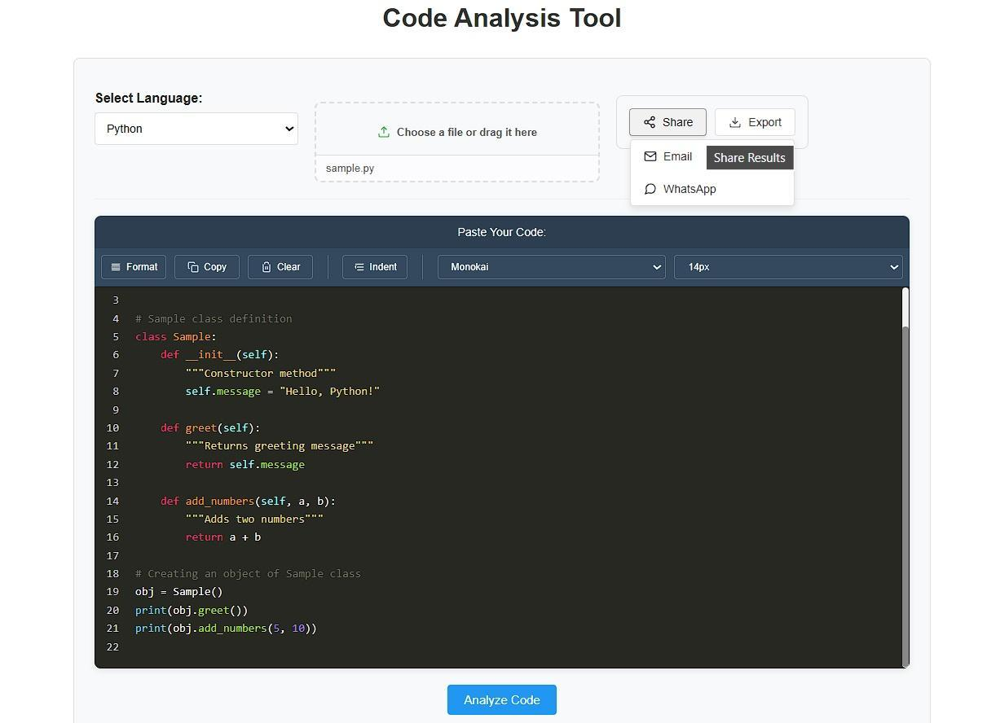 Code Analysis Tool
Select Language:
Python
Choose a file or drag it here
sample.py
Share
Export
Email
Share Results
WhatsApp
Paste Your Code:
Format Copy Clear Indent Monokai 14px
3
4 # Sample class definition
5 class Sample:
6     def __init__(self):
7         """Constructor method"""
8         self.message = "Hello, Python!"
9
10     def greet(self):
11         """Returns greeting message"""
12         return self.message
13
14     def add_numbers(self, a, b):
15         """Adds two numbers"""
16         return a + b
17
18 # Creating an object of Sample class
19 obj = Sample()
20 print(obj.greet())
21 print(obj.add_numbers(5, 10))
22
Analyze Code